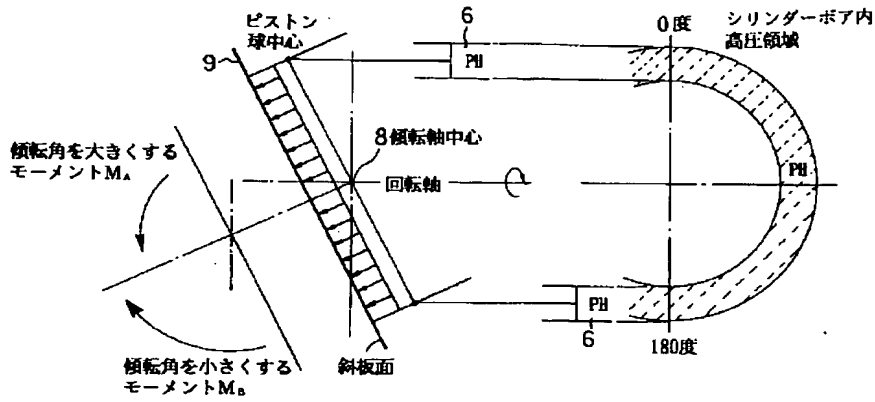 ピストン
球中心
9
6
PH
0度
シリンダーボア内
高圧領域
8傾転軸中心
傾転角を大きくする
モーメントMA
回転軸
PH
PH
6
180度
斜板面
傾転角を小さくする
モーメントMB